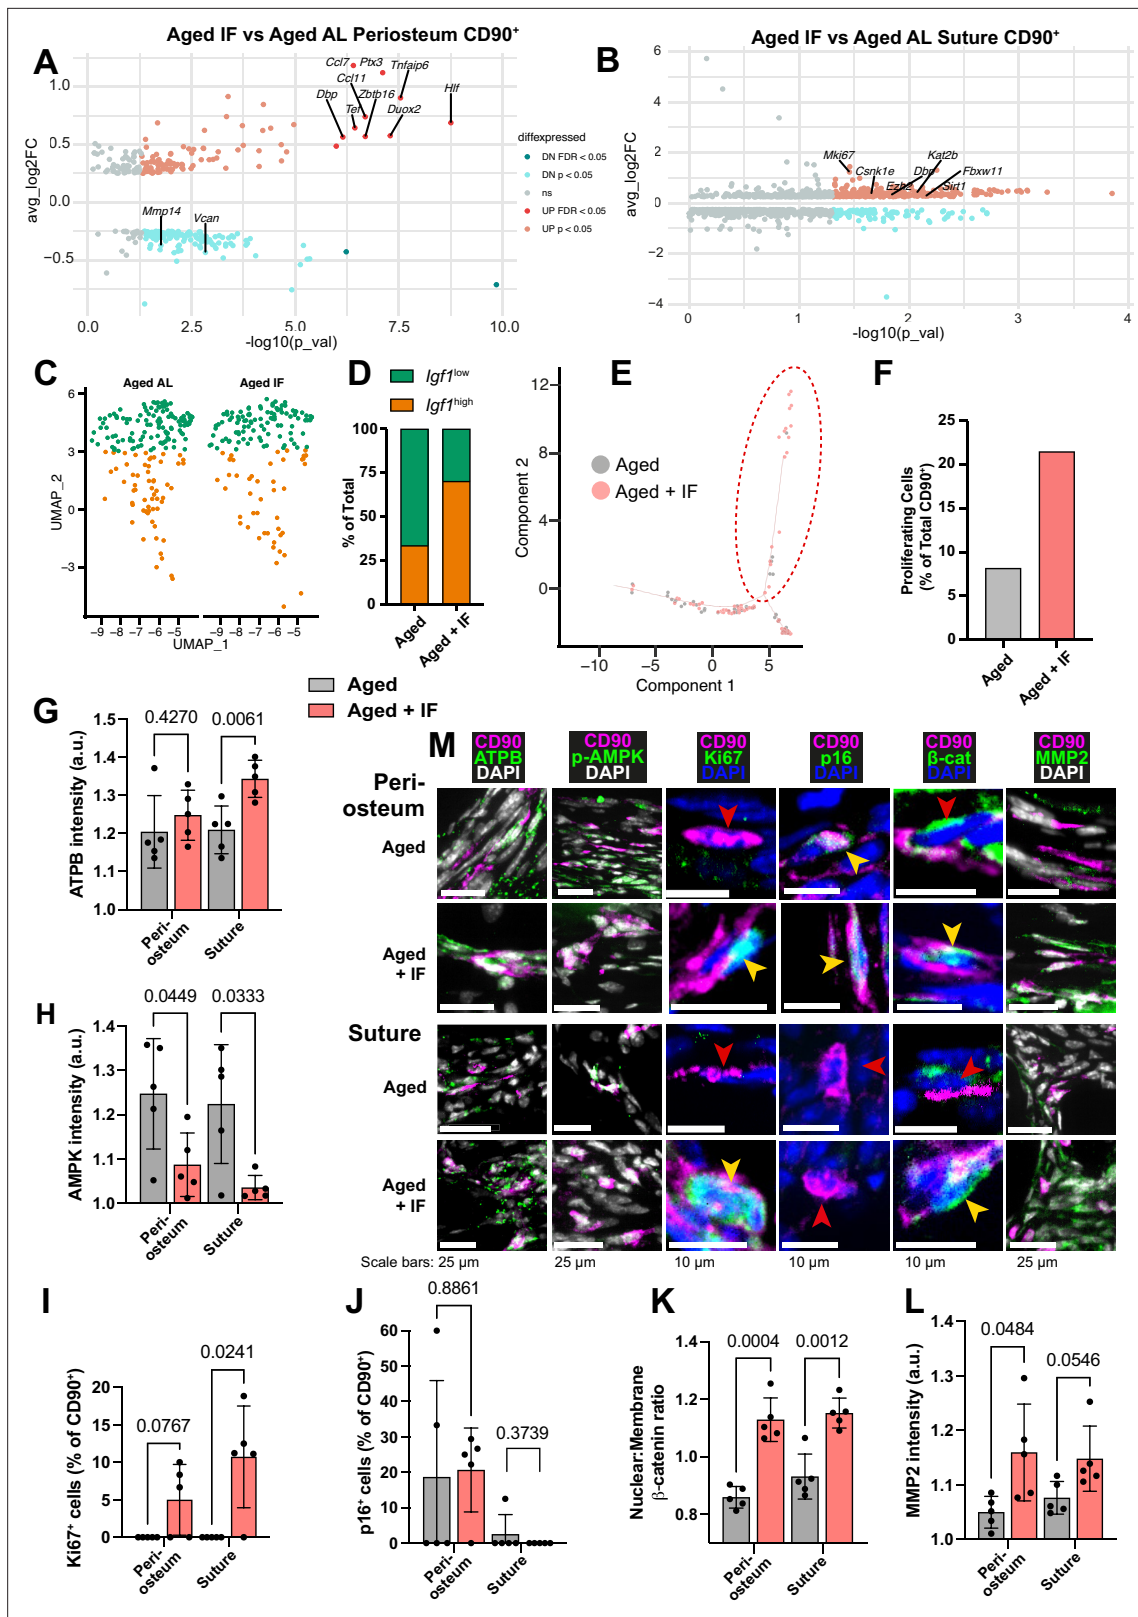 Aged IF vs Aged AL Periosteum CD90⁺
A
Ccl7
Ptx3
Tnfaip6
Ccl11
Dbp
Zbtb16
Hlf
Tef
Duox2
Mmp14
Vcan
1.0
0.5
0.0
−0.5
avg_log2FC
0.0
2.5
5.0
7.5
10.0
-log10(p_val)
diffexpressed
DN FDR < 0.05
DN p < 0.05
ns
UP FDR < 0.05
UP p < 0.05
Aged IF vs Aged AL Suture CD90⁺
B
6
4
2
0
−2
−4
avg_log2FC
Mki67
Kat2b
Csnk1e
Dbp
Fbxw11
Ezh2
Sirt1
0
1
2
3
4
-log10(p_val)
C
Aged AL
Aged IF
6
3
0
−3
UMAP_2
−9 −8 −7 −6 −5
−9 −8 −7 −6 −5
UMAP_1
D
Igf1low
Igf1high
100
75
50
25
0
% of Total
Aged
Aged + IF
E
12
8
4
0
Component 2
Aged
Aged + IF
−10
−5
0
5
Component 1
F
25
20
15
10
5
0
Proliferating Cells
(% of Total CD90⁺)
Aged
Aged + IF
Aged
Aged + IF
G
0.4270
0.0061
1.5
1.4
1.3
1.2
1.1
1.0
ATPB intensity (a.u.)
Peri-
osteum
Suture
H
0.0449
0.0333
1.4
1.3
1.2
1.1
1.0
AMPK intensity (a.u.)
Peri-
osteum
Suture
M
CD90
ATPB
DAPI
CD90
p-AMPK
DAPI
CD90
Ki67
DAPI
CD90
p16
DAPI
CD90
β-cat
DAPI
CD90
MMP2
DAPI
Peri-
osteum
Aged
Aged
+ IF
Suture
Aged
Aged
+ IF
Scale bars: 25 µm
25 µm
10 µm
10 µm
10 µm
25 µm
I
0.0767
0.0241
20
15
10
5
0
Ki67⁺ cells (% of CD90⁺)
Peri-
osteum
Suture
J
0.8861
0.3739
60
50
40
30
20
10
0
p16⁺ cells (% of CD90⁺)
Peri-
osteum
Suture
K
0.0004
0.0012
1.4
1.2
1.0
0.8
Nuclear:Membrane
β-catenin ratio
Peri-
osteum
Suture
L
0.0484
0.0546
1.4
1.3
1.2
1.1
1.0
MMP2 intensity (a.u.)
Peri-
osteum
Suture